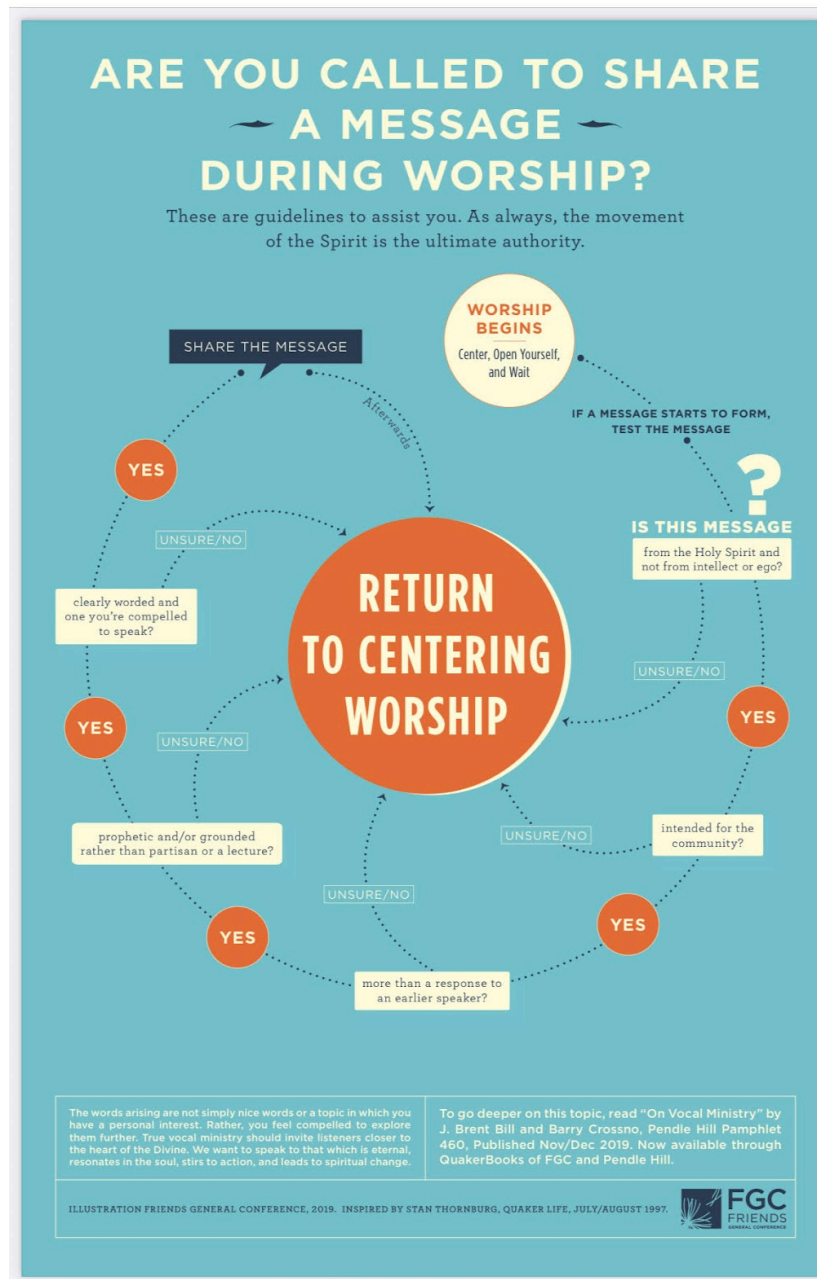 ARE YOU CALLED TO SHARE
A MESSAGE
DURING WORSHIP?
These are guidelines to assist you. As always, the movement
of the Spirit is the ultimate authority.
WORSHIP
BEGINS
Center, Open Yourself,
and Wait
IF A MESSAGE STARTS TO FORM,
TEST THE MESSAGE
?
IS THIS MESSAGE
from the Holy Spirit and
not from intellect or ego?
UNSURE/NO
YES
intended for the
community?
UNSURE/NO
YES
more than a response to
an earlier speaker?
UNSURE/NO
YES
prophetic and/or grounded
rather than partisan or a lecture?
UNSURE/NO
YES
clearly worded and
one you're compelled
to speak?
UNSURE/NO
YES
SHARE THE MESSAGE
Afterwards
RETURN
TO CENTERING
WORSHIP
The words arising are not simply nice words or a topic in which you
have a personal interest. Rather, you feel compelled to explore
them further. True vocal ministry should invite listeners closer to
the heart of the Divine. We want to speak to that which is eternal,
resonates in the soul, stirs to action, and leads to spiritual change.
To go deeper on this topic, read "On Vocal Ministry" by
J. Brent Bill and Barry Crossno, Pendle Hill Pamphlet
460, Published Nov/Dec 2019. Now available through
QuakerBooks of FGC and Pendle Hill.
ILLUSTRATION FRIENDS GENERAL CONFERENCE, 2019. INSPIRED BY STAN THORNBURG, QUAKER LIFE, JULY/AUGUST 1997.
FGC
FRIENDS
GENERAL CONFERENCE